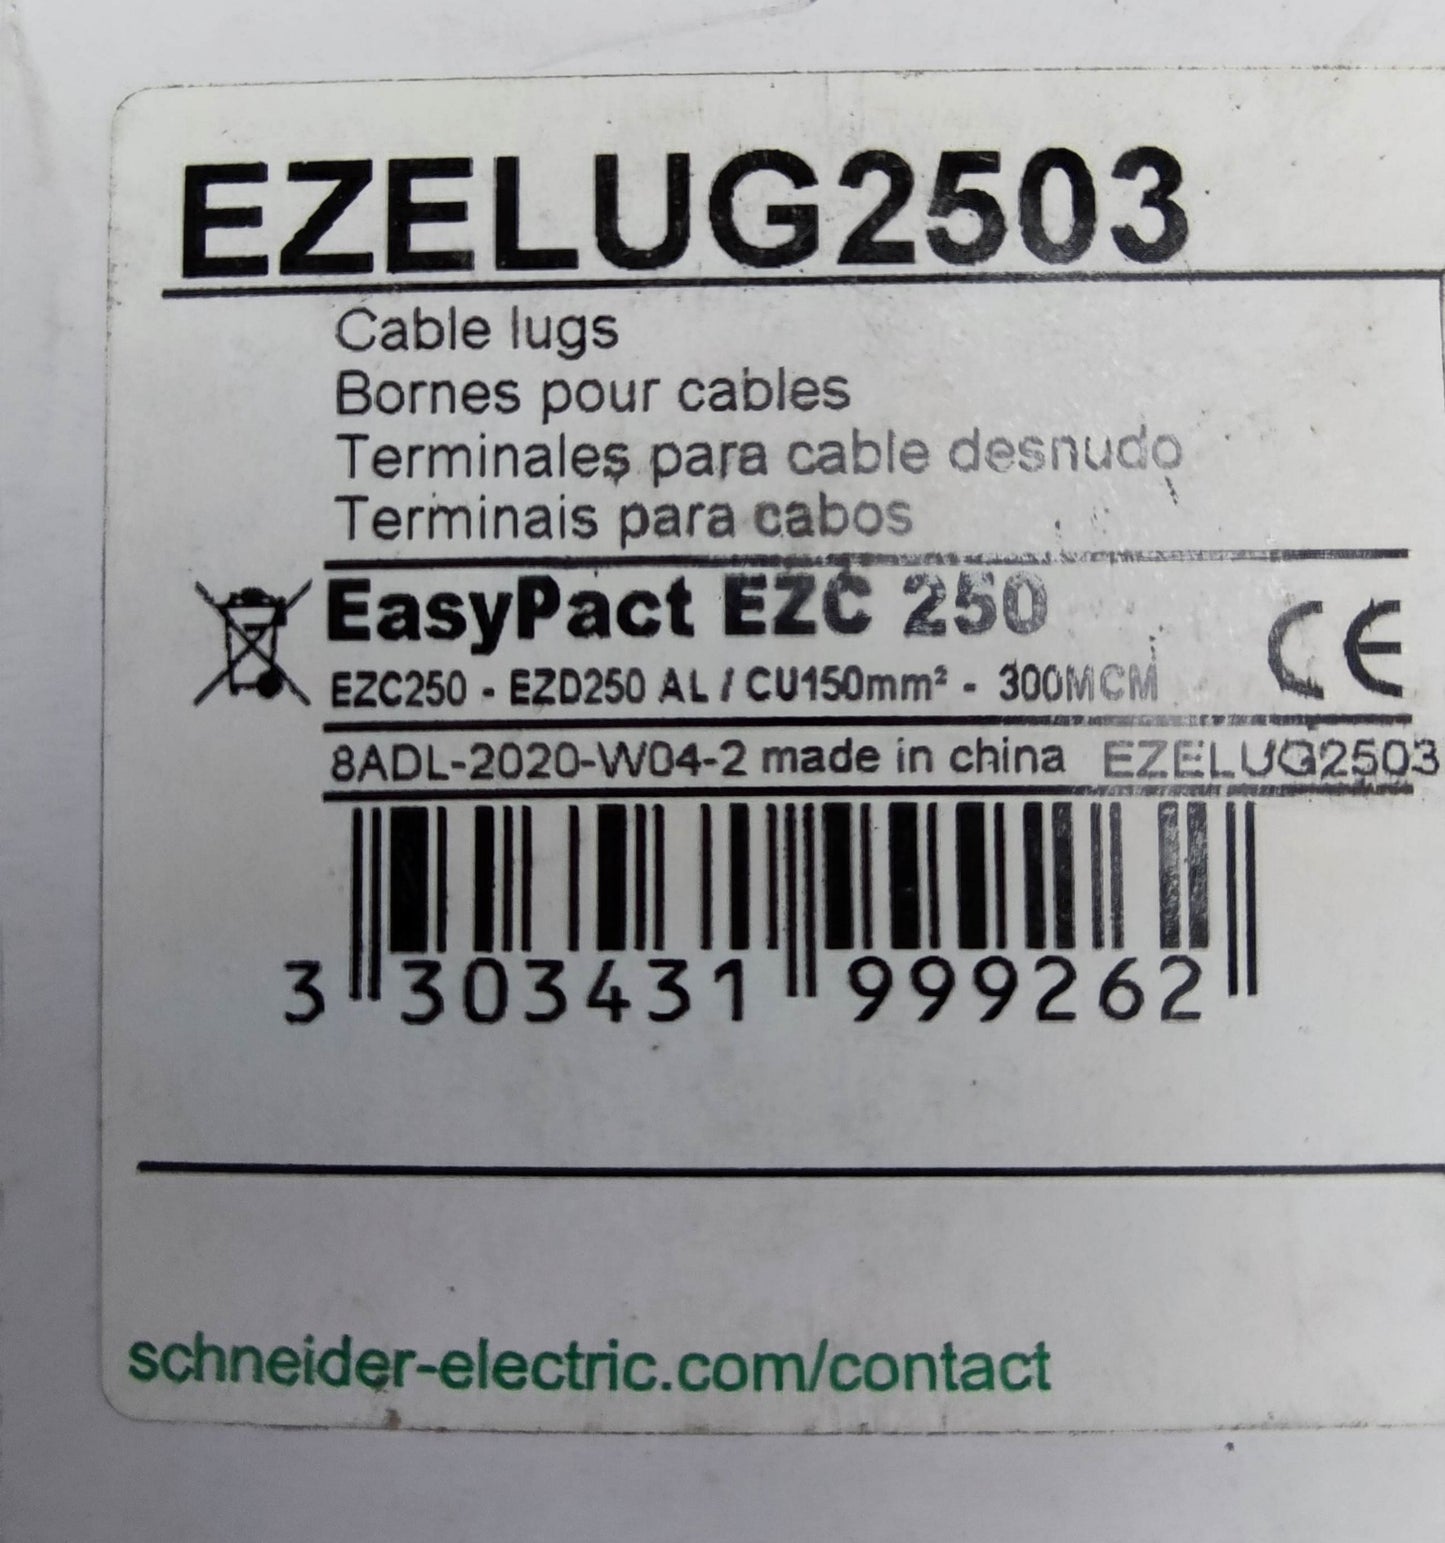 EZELUG2503
Cable lugs
Bornes pour cables
Terminales para cable desnudo
Terminais para cabos
EasyPact EZC 250
EZC250 - EZD250 AL / CU150mm² - 300MCM
CE
8ADL-2020-W04-2 made in china EZELUG2503
3 303431 999262
schneider-electric.com/contact